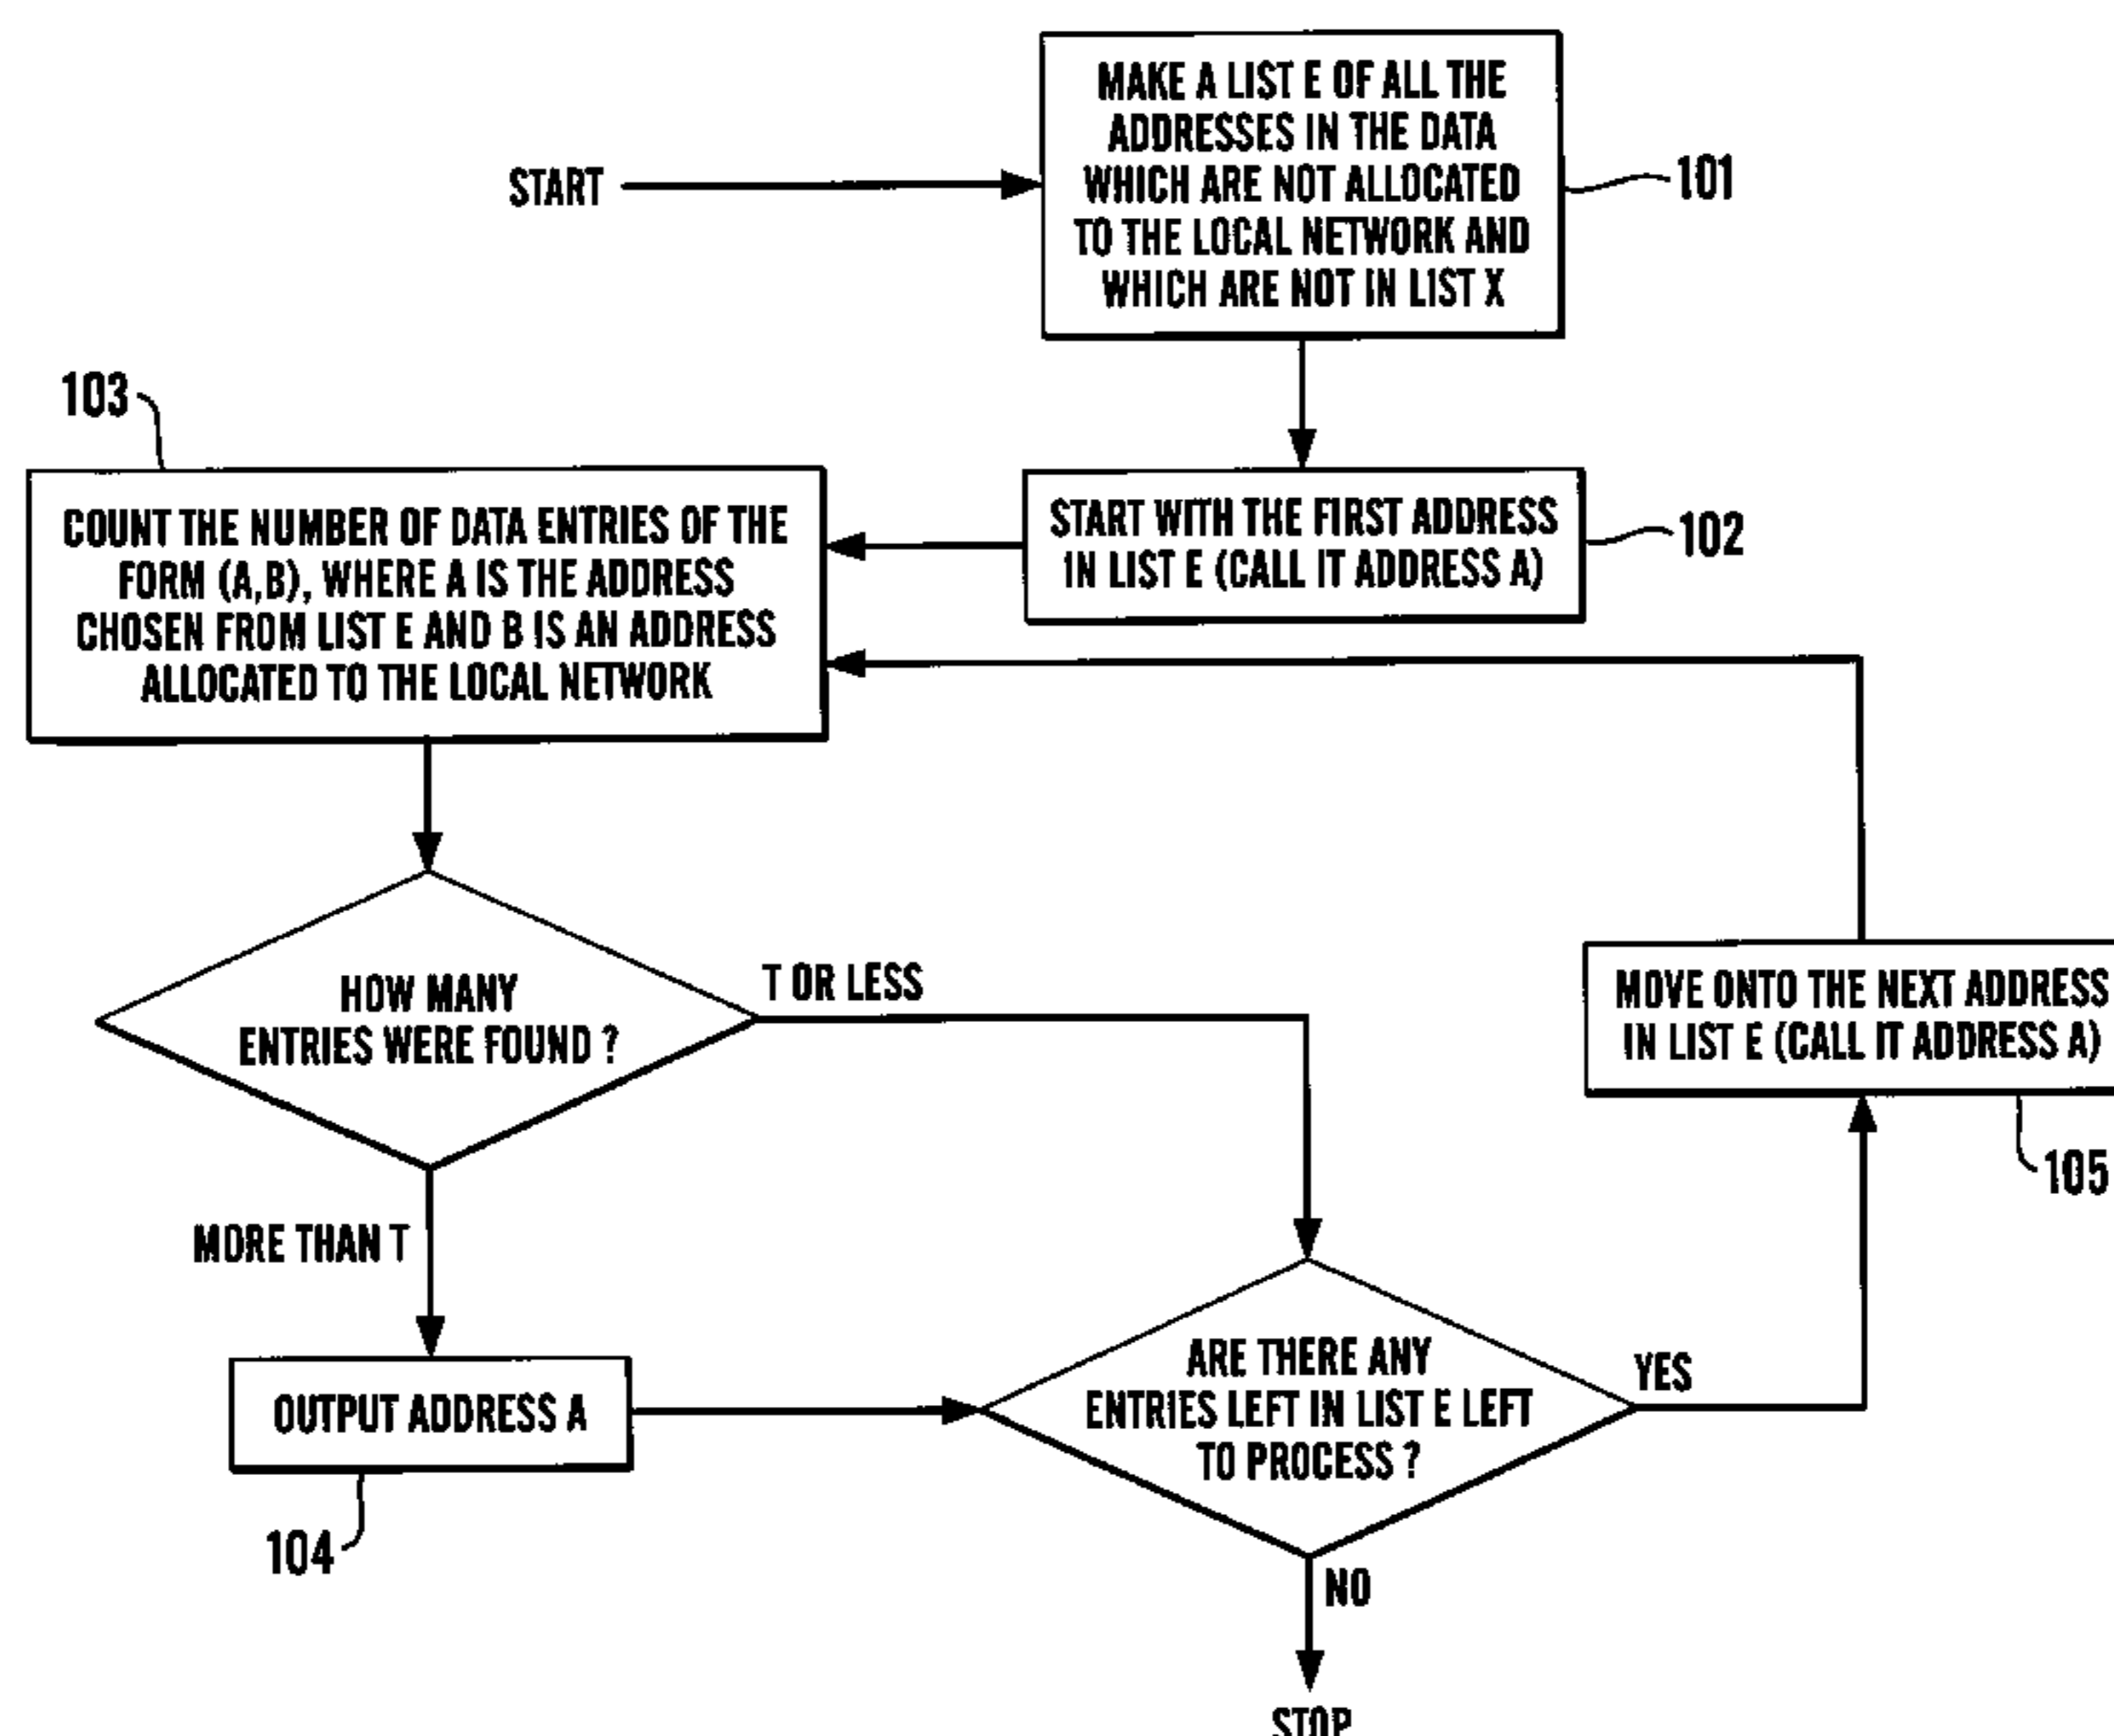 START
MAKE A LIST E OF ALL THE
ADDRESSES IN THE DATA
WHICH ARE NOT ALLOCATED
TO THE LOCAL NETWORK AND
WHICH ARE NOT IN LIST X
101
103
COUNT THE NUMBER OF DATA ENTRIES OF THE
FORM (A,B), WHERE A IS THE ADDRESS
CHOSEN FROM LIST E AND B IS AN ADDRESS
ALLOCATED TO THE LOCAL NETWORK
START WITH THE FIRST ADDRESS
IN LIST E (CALL IT ADDRESS A)
102
HOW MANY
ENTRIES WERE FOUND ?
T OR LESS
MOVE ONTO THE NEXT ADDRESS
IN LIST E (CALL IT ADDRESS A)
105
MORE THAN T
OUTPUT ADDRESS A
104
ARE THERE ANY
ENTRIES LEFT IN LIST E LEFT
TO PROCESS ?
YES
NO
STOP